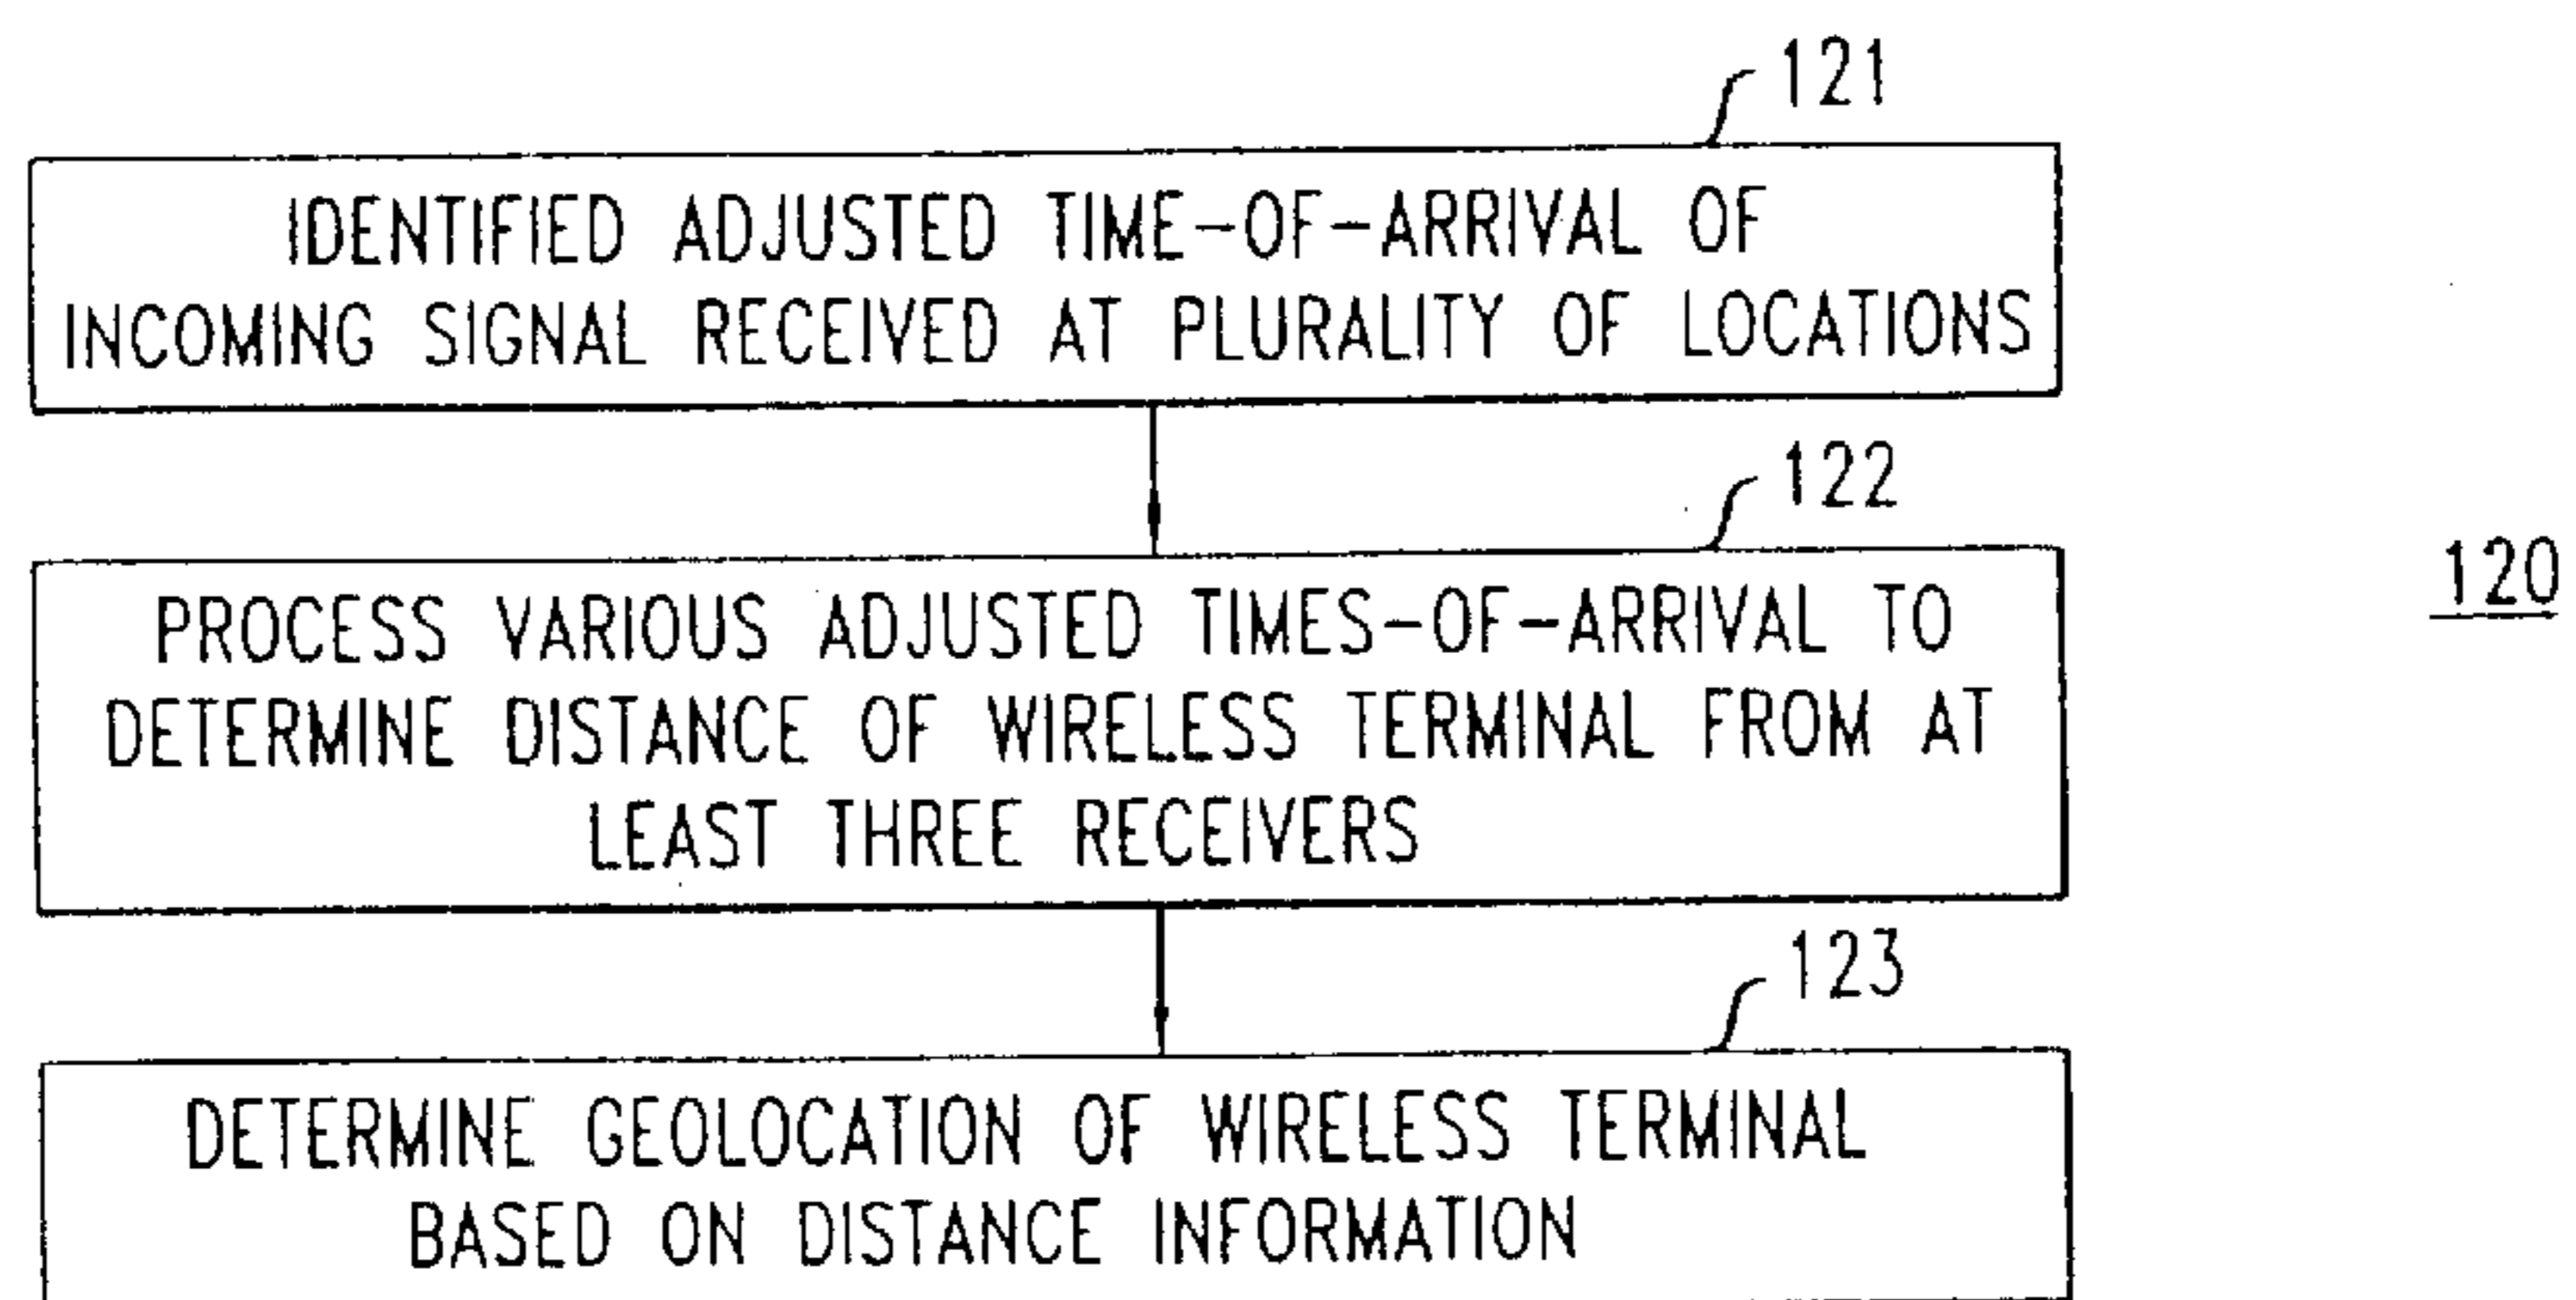 121
IDENTIFIED ADJUSTED TIME-OF-ARRIVAL OF
INCOMING SIGNAL RECEIVED AT PLURALITY OF LOCATIONS
122
120
PROCESS VARIOUS ADJUSTED TIMES-OF-ARRIVAL TO
DETERMINE DISTANCE OF WIRELESS TERMINAL FROM AT
LEAST THREE RECEIVERS
123
DETERMINE GEOLOCATION OF WIRELESS TERMINAL
BASED ON DISTANCE INFORMATION